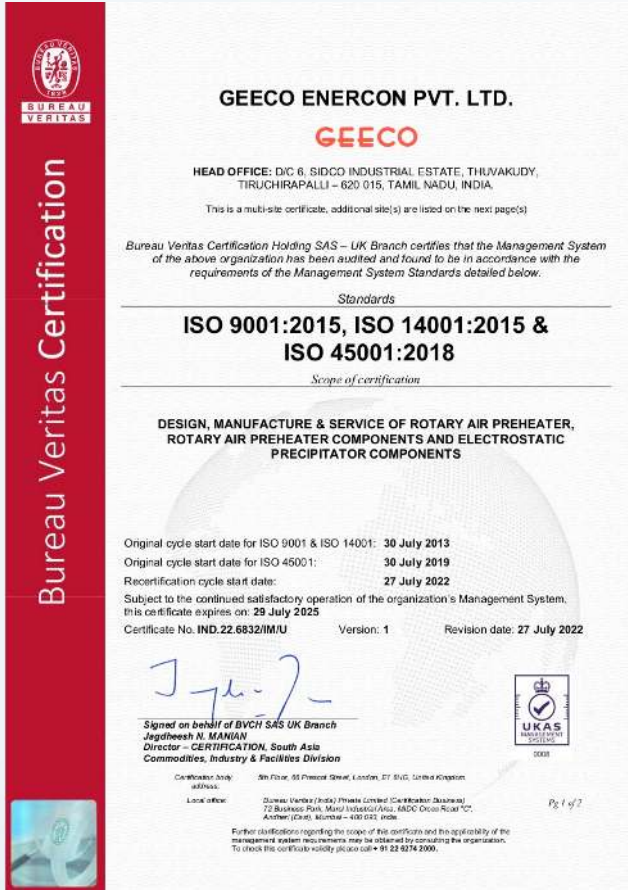 BUREAU VERITAS
1828
BUREAU
VERITAS
Bureau Veritas Certification
GEECO ENERCON PVT. LTD.
GEECO
HEAD OFFICE: D/C 6, SIDCO INDUSTRIAL ESTATE, THUVAKUDY,
TIRUCHIRAPALLI – 620 015, TAMIL NADU, INDIA.
This is a multi-site certificate, additional site(s) are listed on the next page(s)
Bureau Veritas Certification Holding SAS – UK Branch certifies that the Management System
of the above organization has been audited and found to be in accordance with the
requirements of the Management System Standards detailed below.
Standards
ISO 9001:2015, ISO 14001:2015 &
ISO 45001:2018
Scope of certification
DESIGN, MANUFACTURE & SERVICE OF ROTARY AIR PREHEATER,
ROTARY AIR PREHEATER COMPONENTS AND ELECTROSTATIC
PRECIPITATOR COMPONENTS
Original cycle start date for ISO 9001 & ISO 14001: 30 July 2013
Original cycle start date for ISO 45001: 30 July 2019
Recertification cycle start date: 27 July 2022
Subject to the continued satisfactory operation of the organization's Management System,
this certificate expires on: 29 July 2025
Certificate No. IND.22.6832/IM/U Version: 1 Revision date: 27 July 2022
Signed on behalf of BVCH SAS UK Branch
Jagdheesh N. MANIAN
Director – CERTIFICATION, South Asia
Commodities, Industry & Facilities Division
UKAS
MANAGEMENT
SYSTEMS
0008
Certification body
address:
5th Floor, 66 Prescot Street, London, E1 8HG, United Kingdom.
Local office:
Bureau Veritas (India) Private Limited (Certification Business)
72 Business Park, Marol Industrial Area, MIDC Cross Road "C",
Andheri (East), Mumbai – 400 093, India.
Pg 1 of 2
Further clarifications regarding the scope of this certificate and the applicability of the
management system requirements may be obtained by consulting the organization.
To check this certificate validity please call + 91 22 6274 2000.